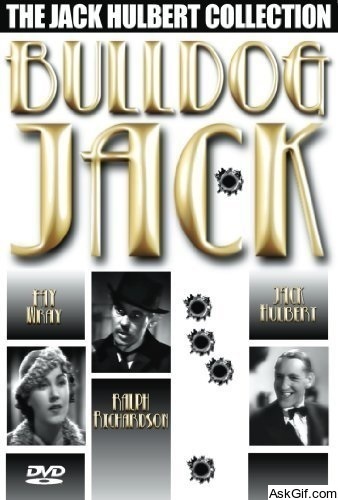 THE JACK HULBERT COLLECTION
BULLDOG
JACK
FAY
WRAY
JACK
HULBERT
RALPH
RICHARDSON
DVD
AskGif.com